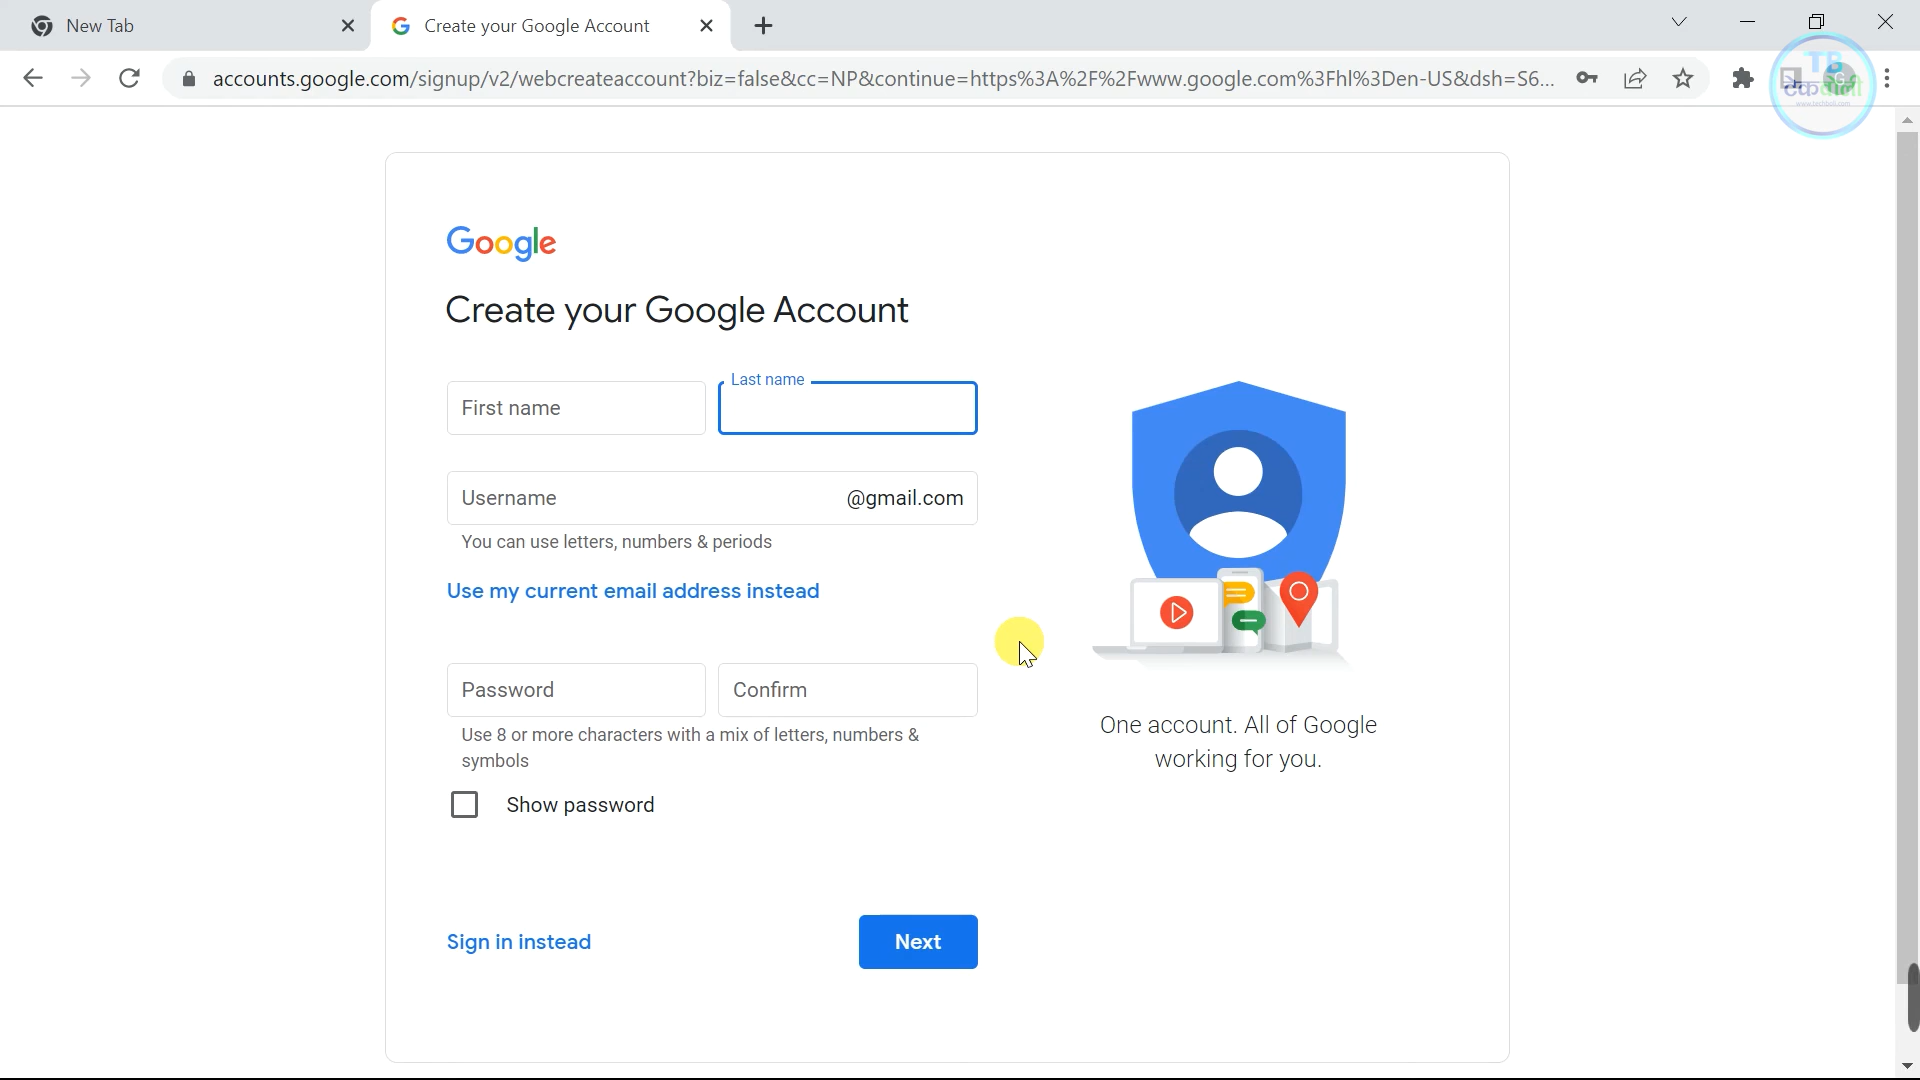 New Tab
Create your Google Account
accounts.google.com/signup/v2/webcreateaccount?biz=false&cc=NP&continue=https%3A%2F%2Fwww.google.com%3Fhl%3Den-US&dsh=S6...
TB
Google
Create your Google Account
First name
Last name
Username
@gmail.com
You can use letters, numbers & periods
Use my current email address instead
Password
Confirm
Use 8 or more characters with a mix of letters, numbers &
symbols
Show password
One account. All of Google
working for you.
Sign in instead
Next